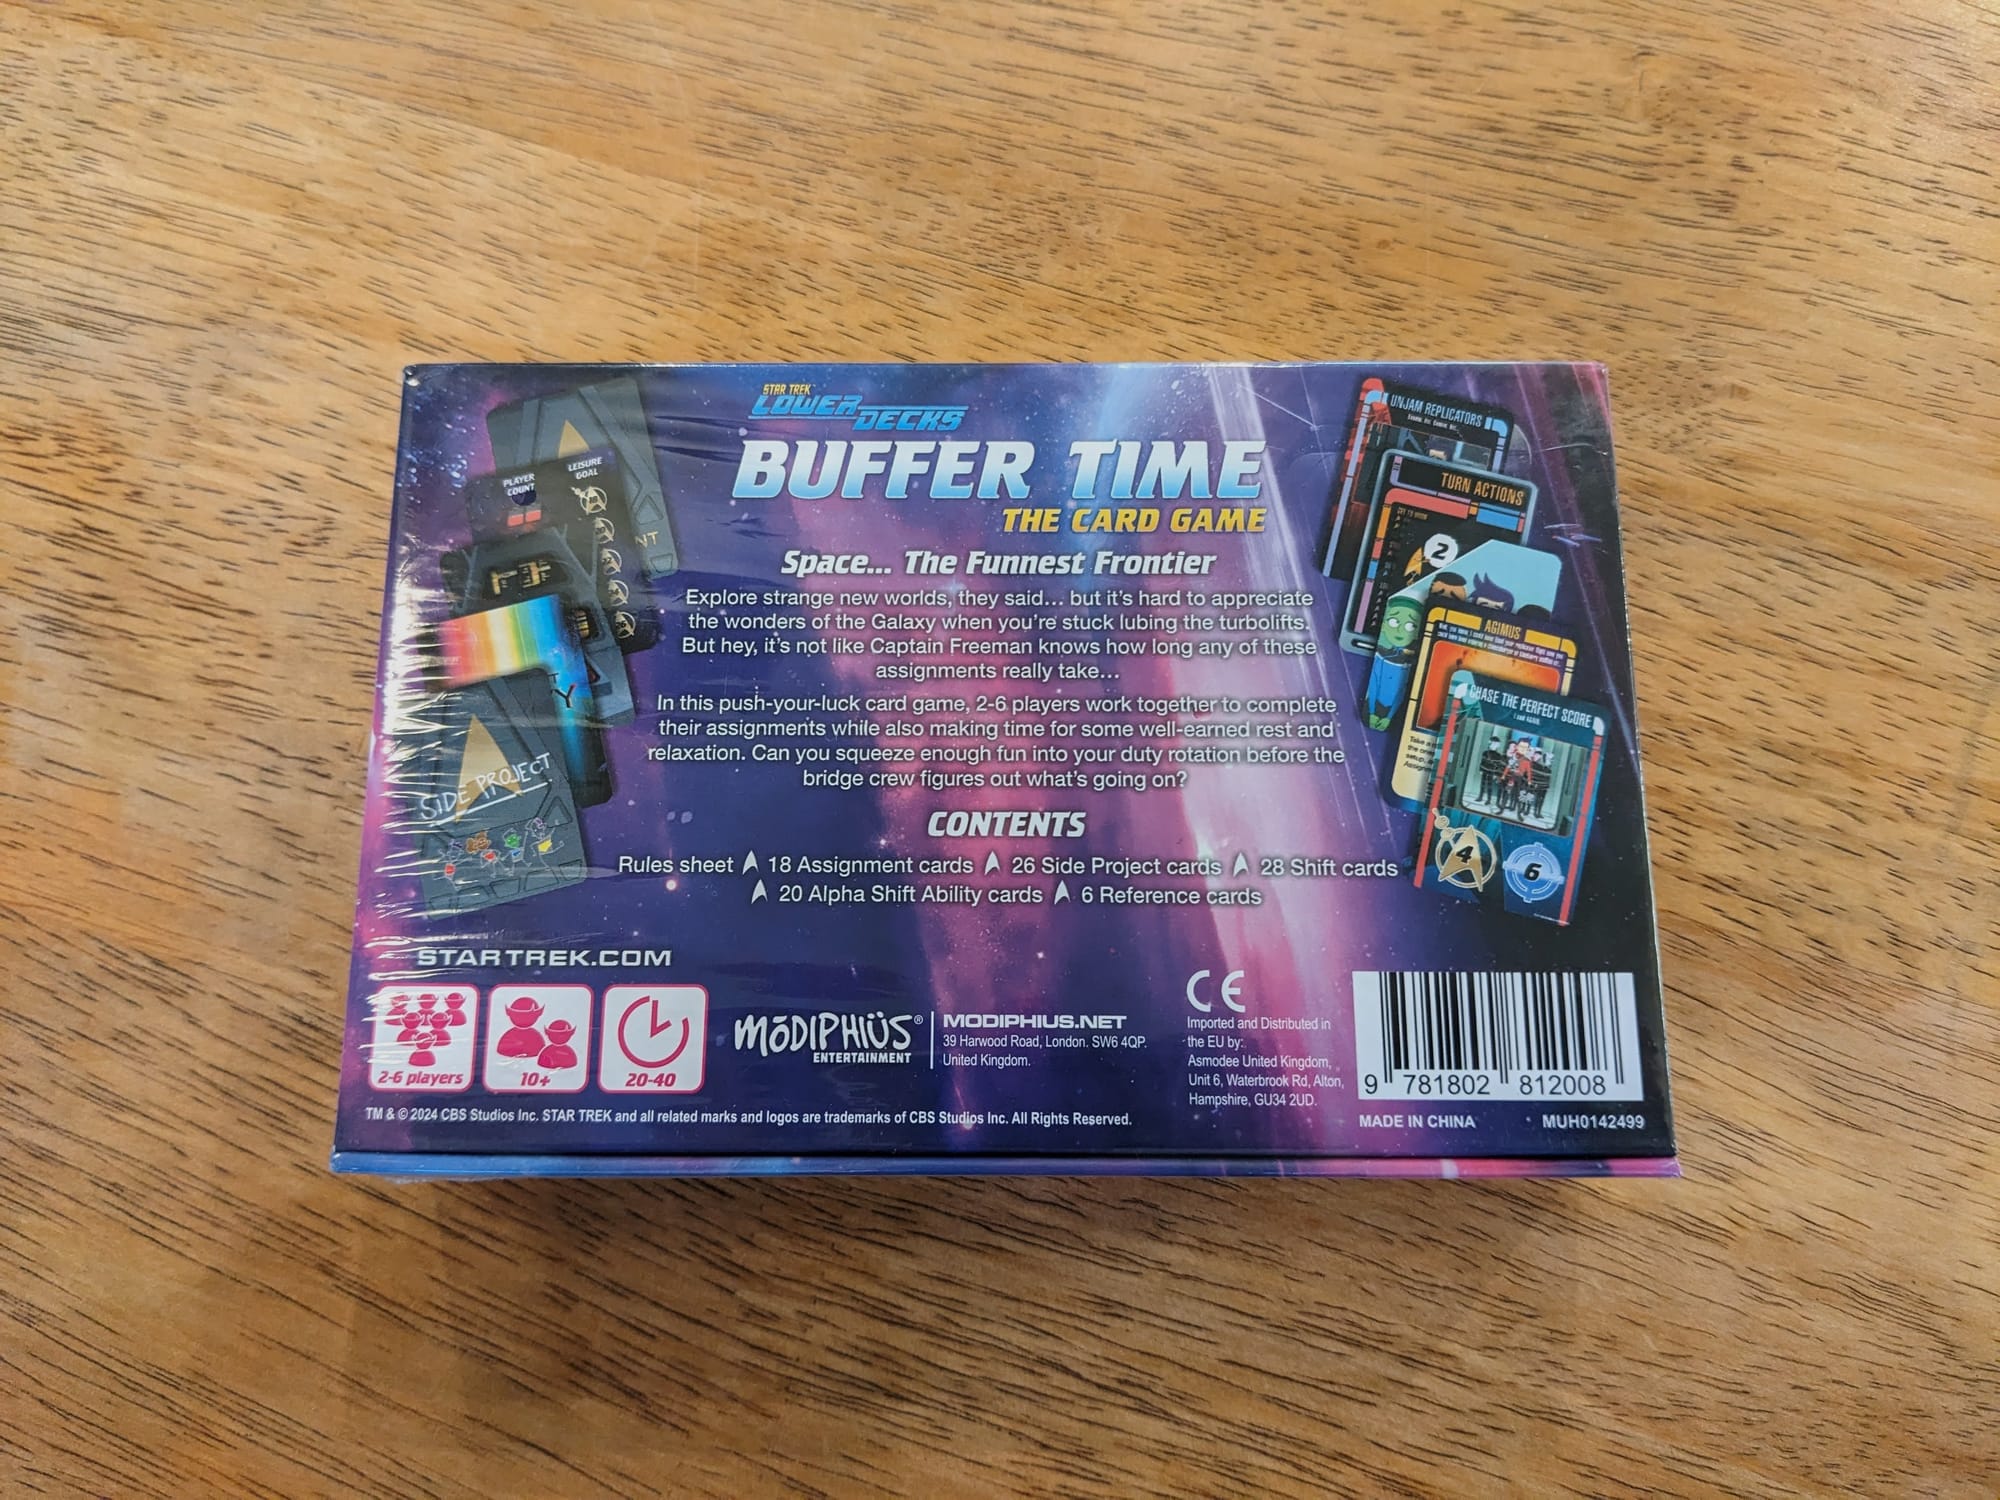 STAR TREK
LOWER DECKS
BUFFER TIME
THE CARD GAME
Space... The Funnest Frontier
Explore strange new worlds, they said... but it's hard to appreciate
the wonders of the Galaxy when you're stuck lubing the turbolifts.
But hey, it's not like Captain Freeman knows how long any of these
assignments really take...
In this push-your-luck card game, 2-6 players work together to complete
their assignments while also making time for some well-earned rest and
relaxation. Can you squeeze enough fun into your duty rotation before the
bridge crew figures out what's going on?
CONTENTS
Rules sheet 18 Assignment cards 26 Side Project cards 28 Shift cards
20 Alpha Shift Ability cards 6 Reference cards
PLAYER
COUNT
LEISURE
GOAL
NT
Y
SIDE PROJECT
UNJAM REPLICATORS
TURN ACTIONS
2
AGIMUS
CHASE THE PERFECT SCORE
4
6
STARTREK.COM
2-6 players
10+
20-40
MŌDIPHIÜS®
ENTERTAINMENT
MODIPHIUS.NET
39 Harwood Road, London. SW6 4QP.
United Kingdom.
CE
Imported and Distributed in
the EU by:
Asmodee United Kingdom,
Unit 6, Waterbrook Rd, Alton,
Hampshire, GU34 2UD.
9 781802 812008
MADE IN CHINA
MUH0142499
TM & © 2024 CBS Studios Inc. STAR TREK and all related marks and logos are trademarks of CBS Studios Inc. All Rights Reserved.